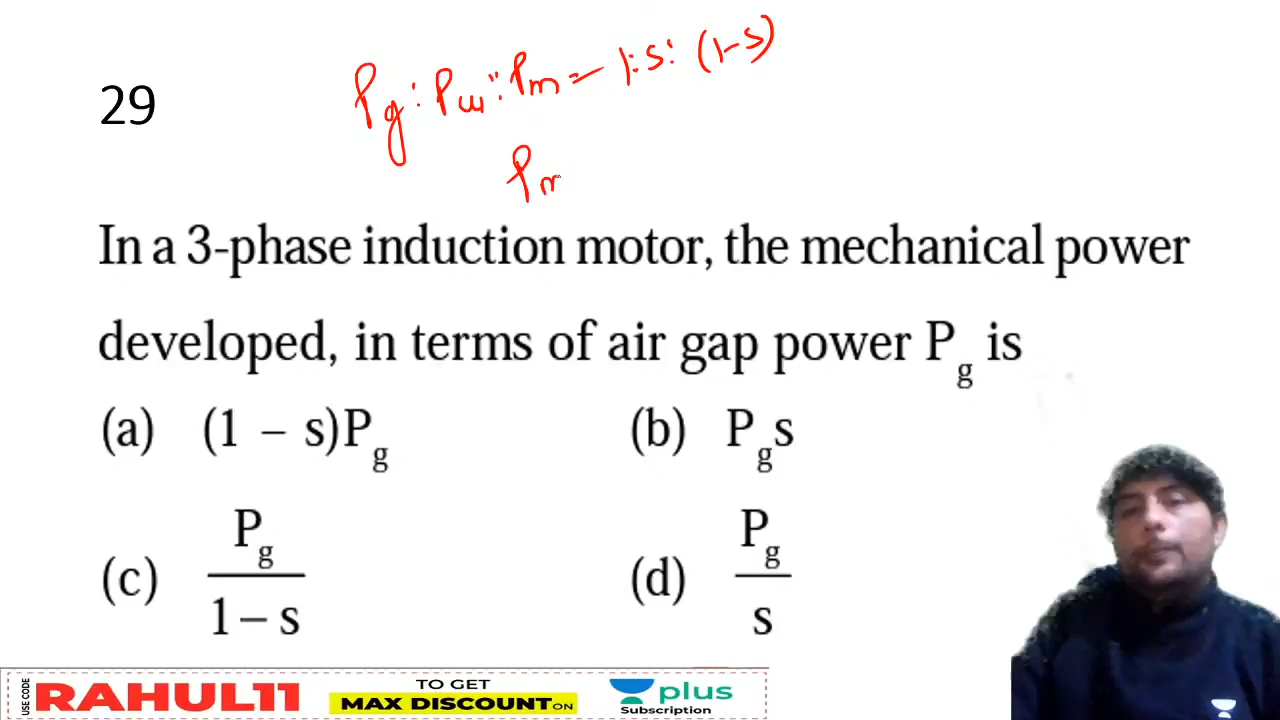 29
Pg : Pcu : Pm = 1:s: (1-s)
Pm
In a 3-phase induction motor, the mechanical power
developed, in terms of air gap power Pg is
(a) (1 – s)Pg
(b) Pgs
(c) Pg / 1 – s
(d) Pg / s
USE CODE
RAHUL11
TO GET
MAX DISCOUNT ON
plus
Subscription